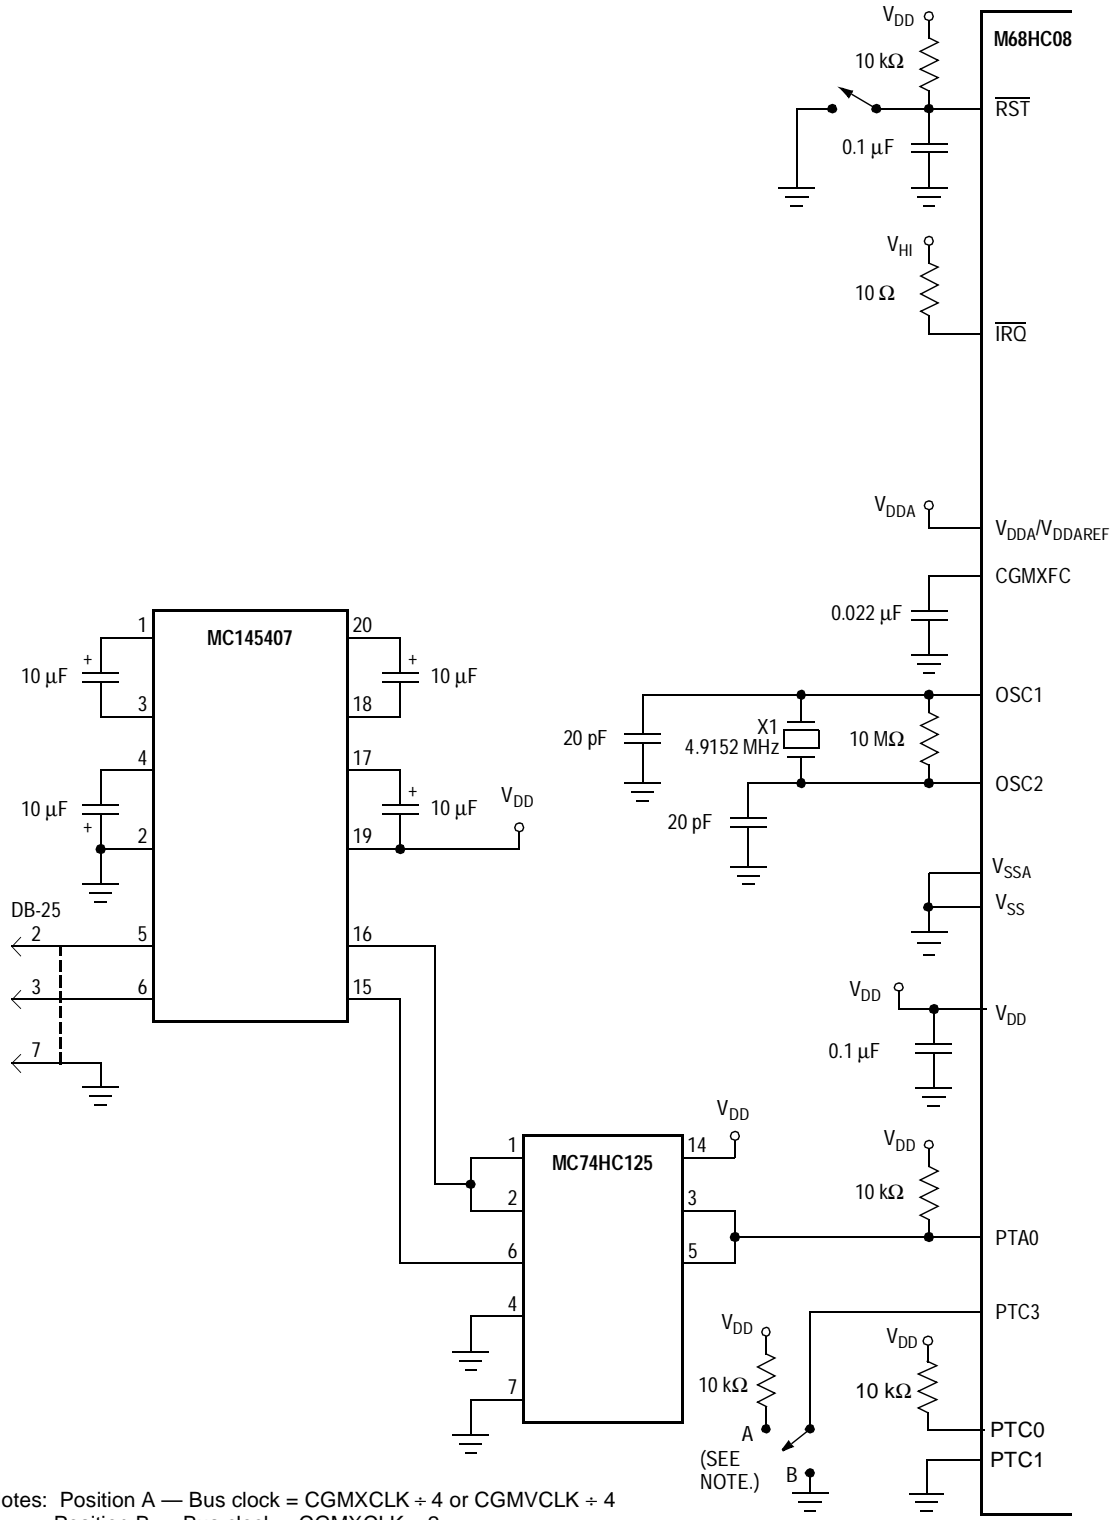 VDD
M68HC08
10 kΩ
RST
0.1 µF
VHI
10 Ω
IRQ
VDDA
VDDA/VDDAREF
CGMXFC
0.022 µF
1
MC145407
20
10 µF
+
+
10 µF
3
18
OSC1
X1
4.9152 MHz
10 MΩ
20 pF
4
17
OSC2
10 µF
+
+
10 µF
VDD
20 pF
2
19
VSSA
VSS
DB-25
2
5
16
3
6
15
VDD
VDD
7
0.1 µF
VDD
1
MC74HC125
14
VDD
2
3
10 kΩ
6
5
PTA0
4
PTC3
VDD
VDD
7
10 kΩ
10 kΩ
A
PTC0
(SEE
NOTE.)
B
PTC1
otes: Position A — Bus clock = CGMXCLK ÷ 4 or CGMVCLK ÷ 4